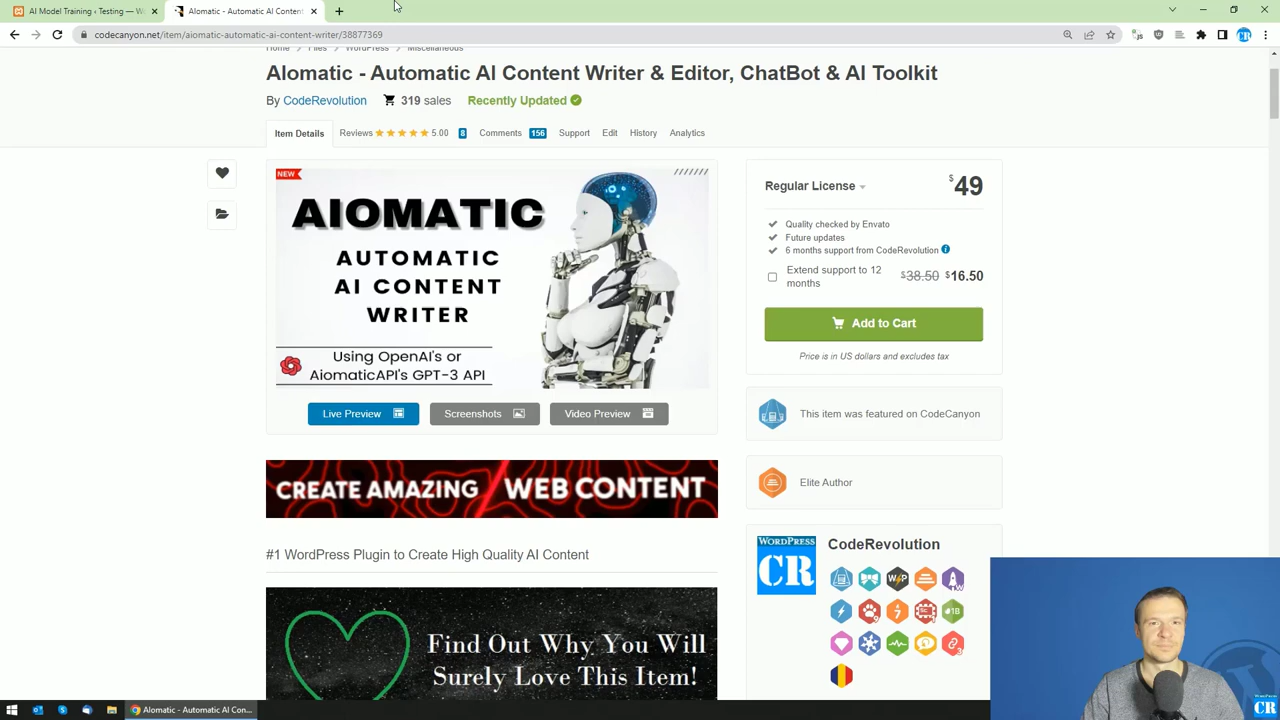 AI Model Training ‹ Testing — W
AIomatic - Automatic AI Content
codecanyon.net/item/aiomatic-automatic-ai-content-writer/38877369
Home
Files
WordPress
Miscellaneous
AIomatic - Automatic AI Content Writer & Editor, ChatBot & AI Toolkit
By CodeRevolution 319 sales Recently Updated
Item Details Reviews 5.00 8 Comments 156 Support Edit History Analytics
NEW
AIOMATIC
AUTOMATIC
AI CONTENT
WRITER
Using OpenAI's or
AiomaticAPI's GPT-3 API
Live Preview Screenshots Video Preview
Regular License $49
Quality checked by Envato
Future updates
6 months support from CodeRevolution
Extend support to 12 months $38.50 $16.50
Add to Cart
Price is in US dollars and excludes tax
This item was featured on CodeCanyon
Elite Author
CREATE AMAZING WEB CONTENT
#1 WordPress Plugin to Create High Quality AI Content
Find Out Why You Will
Surely Love This Item!
WORDPRESS
CR
CodeRevolution
AIomatic - Automatic AI Con...
CR